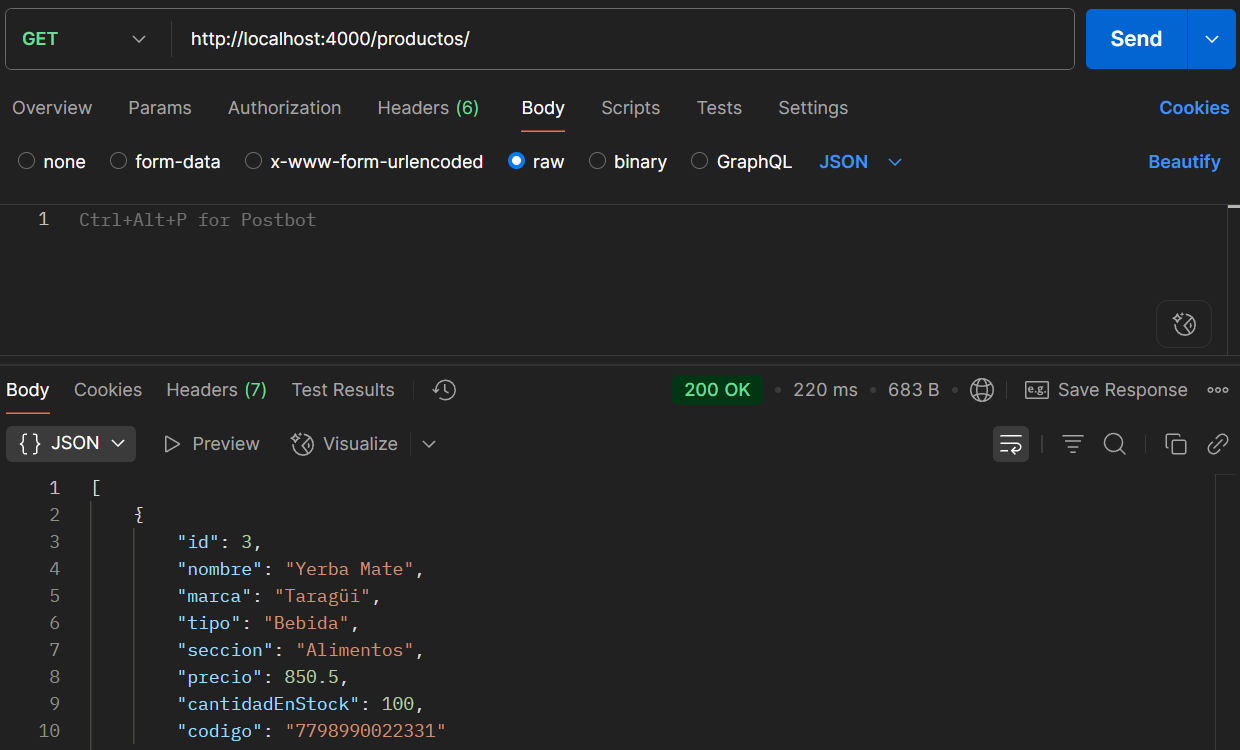 GET http://localhost:4000/productos/ Send
Overview Params Authorization Headers (6) Body Scripts Tests Settings Cookies
none form-data x-www-form-urlencoded raw binary GraphQL JSON Beautify
1 Ctrl+Alt+P for Postbot
Body Cookies Headers (7) Test Results 200 OK • 220 ms • 683 B • e.g. Save Response
{} JSON Preview Visualize
1 [
2 {
3 "id": 3,
4 "nombre": "Yerba Mate",
5 "marca": "Taragüi",
6 "tipo": "Bebida",
7 "seccion": "Alimentos",
8 "precio": 850.5,
9 "cantidadEnStock": 100,
10 "codigo": "7798990022331"